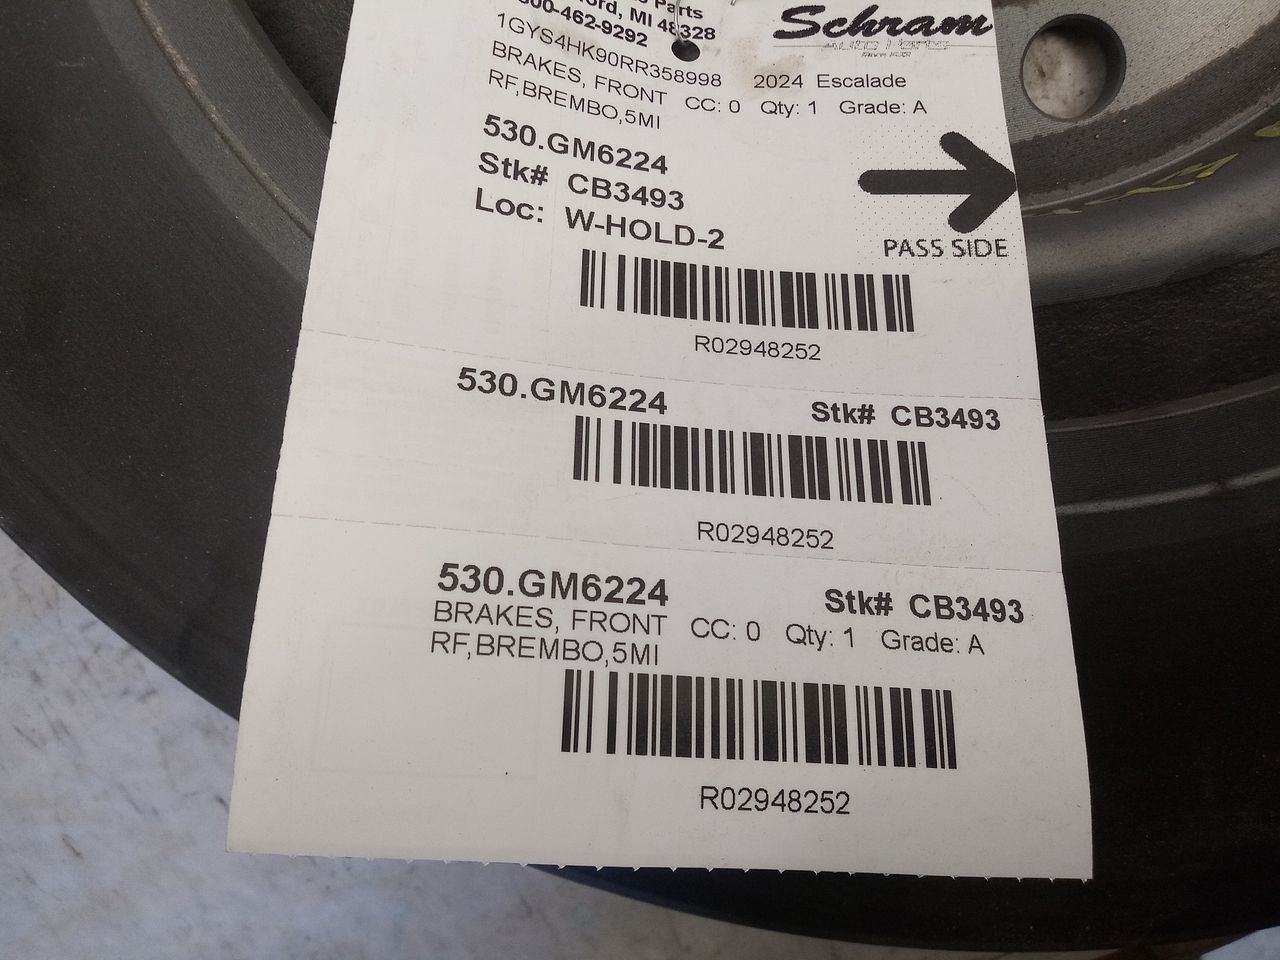 Parts
ord, MI 48328
800-462-9292
Schram
Auto Parts
1GYS4HK90RR358998 2024 Escalade
BRAKES, FRONT CC: 0 Qty: 1 Grade: A
RF,BREMBO,5MI
530.GM6224
Stk# CB3493
Loc: W-HOLD-2
PASS SIDE
R02948252
530.GM6224 Stk# CB3493
R02948252
530.GM6224 Stk# CB3493
BRAKES, FRONT CC: 0 Qty: 1 Grade: A
RF,BREMBO,5MI
R02948252